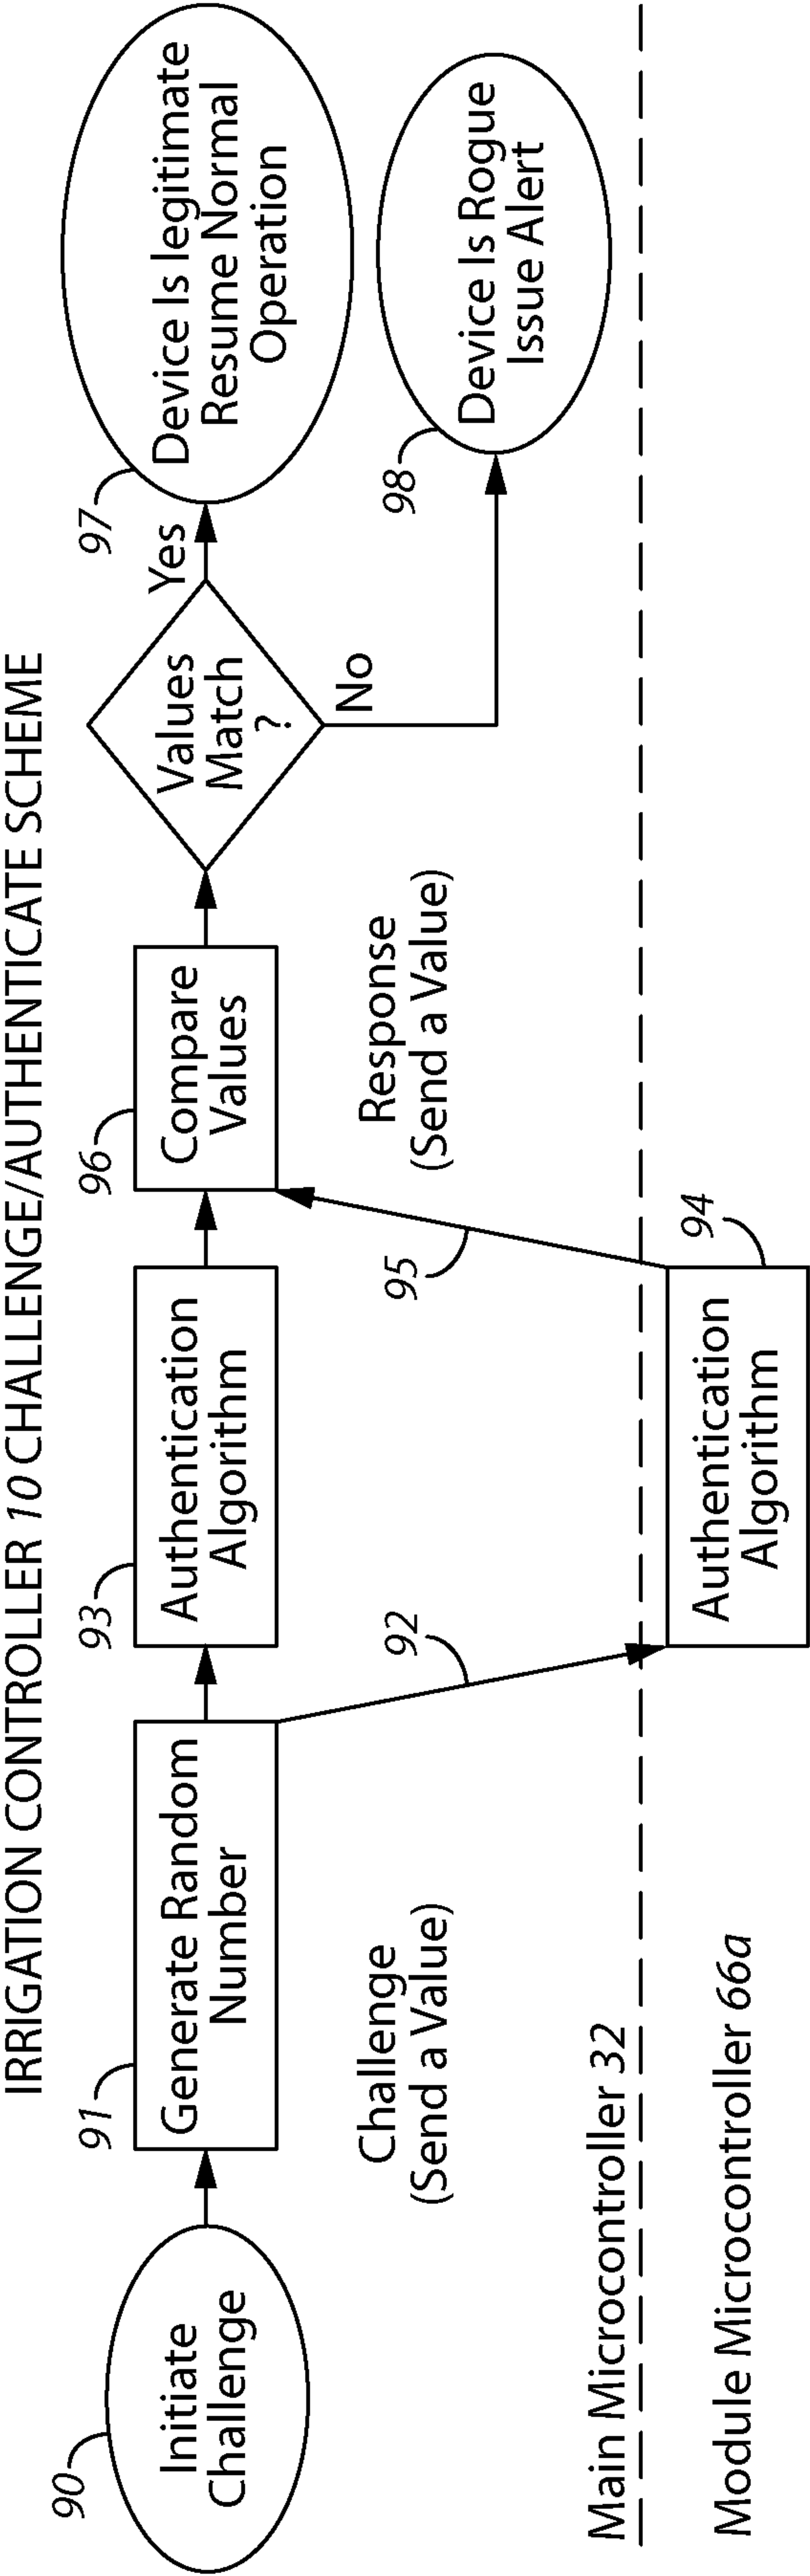 IRRIGATION CONTROLLER 10 CHALLENGE/AUTHENTICATE SCHEME
90
Initiate
Challenge
91
Generate Random
Number
93
Authentication
Algorithm
96
Compare
Values
Values
Match
?
Yes
No
97
Device Is legitimate
Resume Normal
Operation
98
Device Is Rogue
Issue Alert
Challenge
(Send a Value)
92
95
Response
(Send a Value)
Main Microcontroller 32
Module Microcontroller 66a
Authentication
Algorithm
94